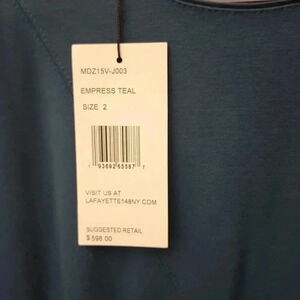 MDZ15V-J003
EMPRESS TEAL
SIZE 2
VISIT US AT
LAFAYETTE148NY.COM
SUGGESTED RETAIL
$ 598.00